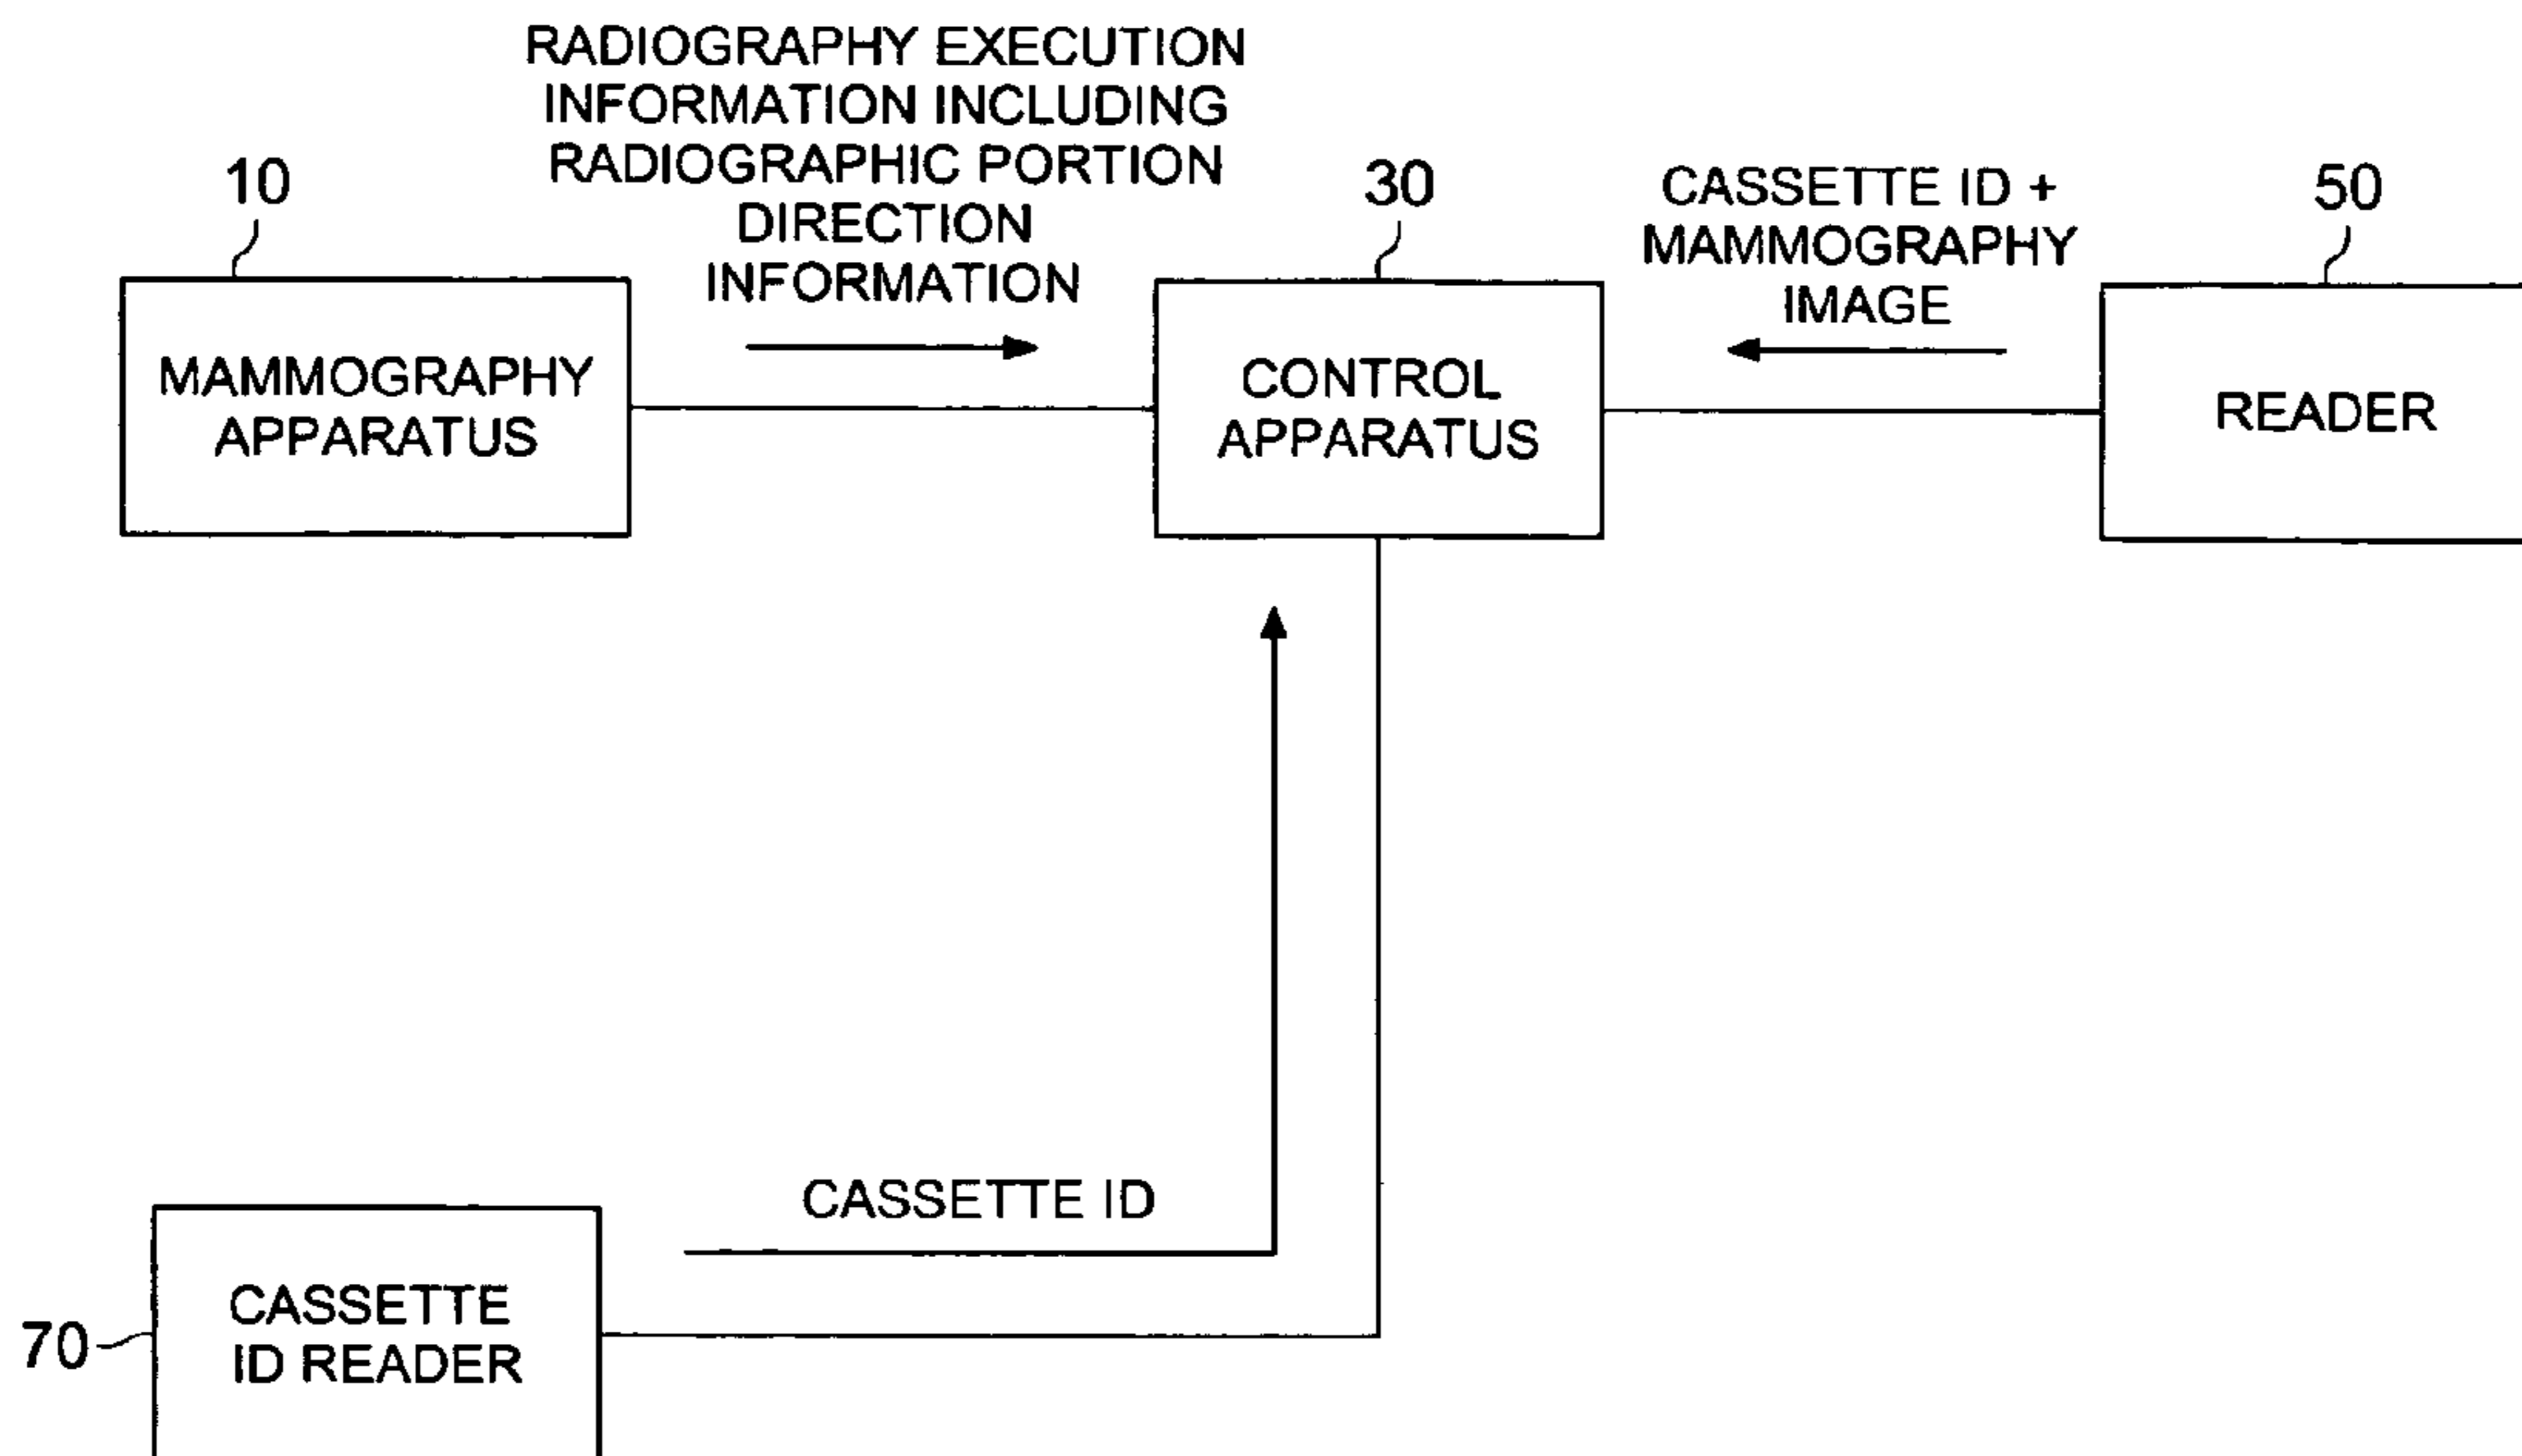 RADIOGRAPHY EXECUTION
INFORMATION INCLUDING
RADIOGRAPHIC PORTION
DIRECTION
INFORMATION
10
30
CASSETTE ID +
MAMMOGRAPHY
IMAGE
50
MAMMOGRAPHY
APPARATUS
CONTROL
APPARATUS
READER
CASSETTE ID
CASSETTE
ID READER
70